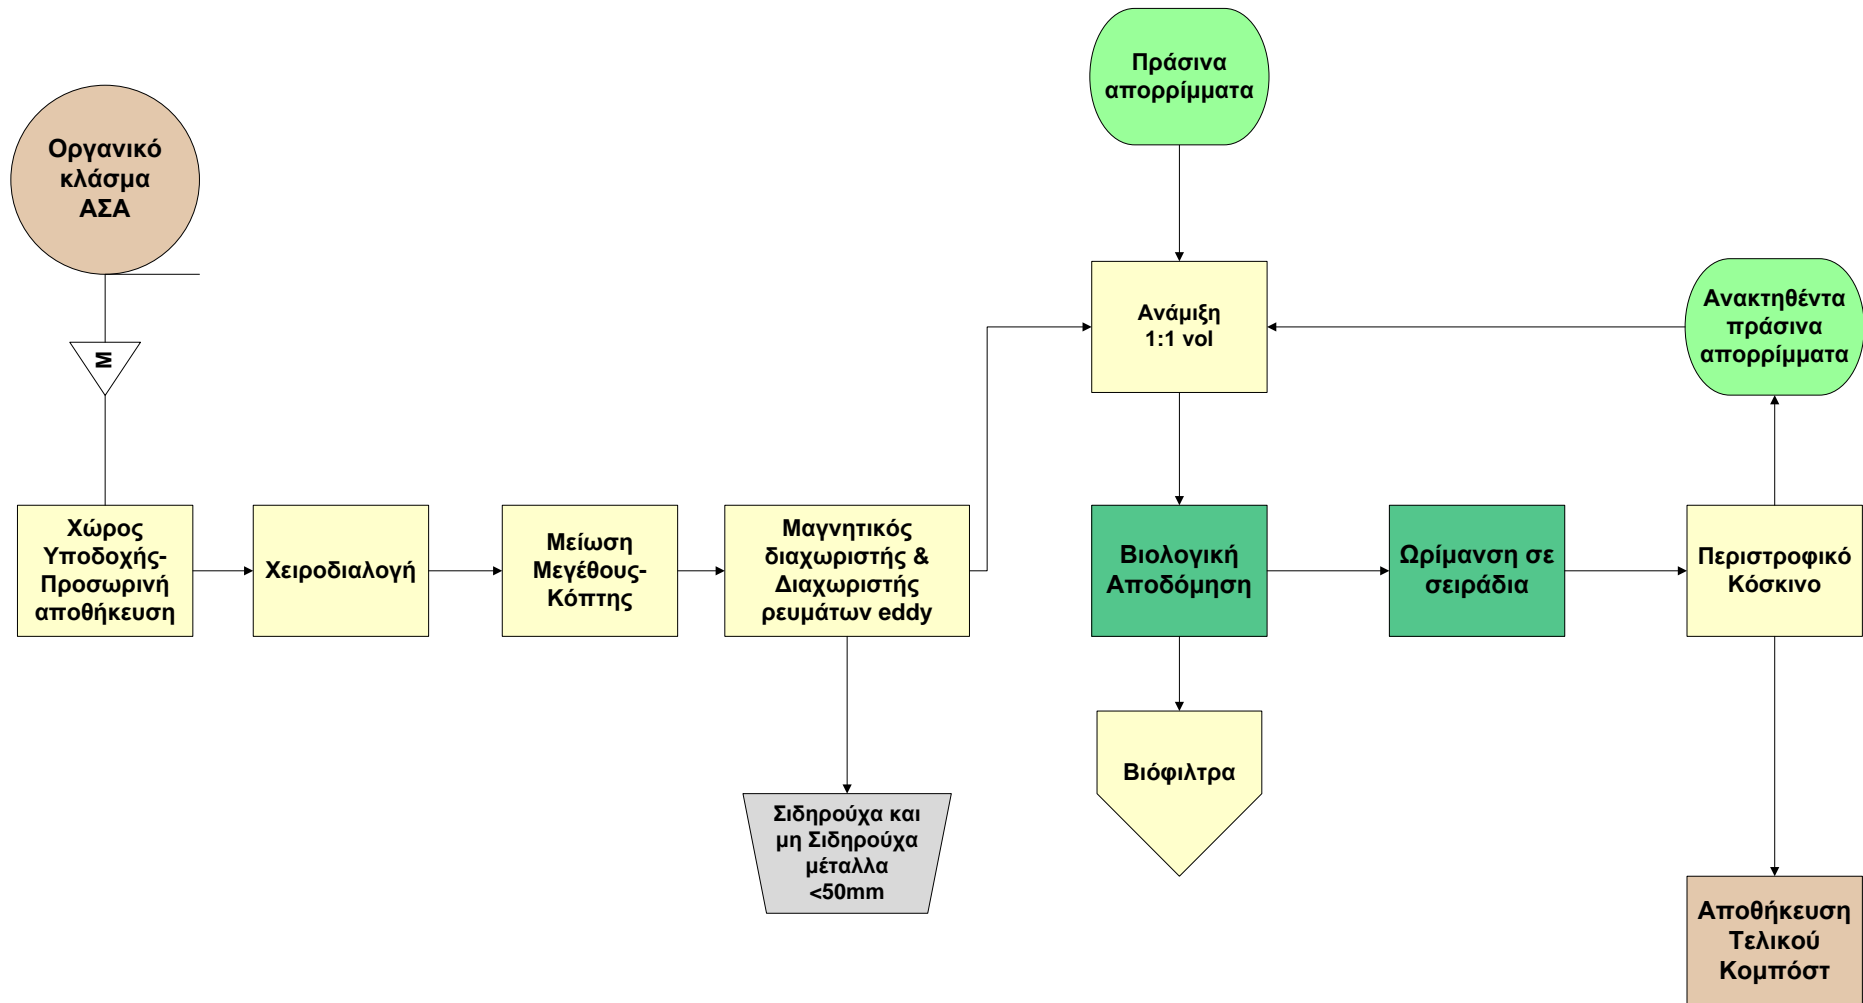 Πράσινα
απορρίμματα
Οργανικό
κλάσμα
ΑΣΑ
Μ
Ανάμιξη
1:1 vol
Ανακτηθέντα
πράσινα
απορρίμματα
Χώρος
Υποδοχής-
Προσωρινή
αποθήκευση
Χειροδιαλογή
Μείωση
Μεγέθους-
Κόπτης
Μαγνητικός
διαχωριστής &
Διαχωριστής
ρευμάτων eddy
Βιολογική
Αποδόμηση
Ωρίμανση σε
σειράδια
Περιστροφικό
Κόσκινο
Βιόφιλτρα
Σιδηρούχα και
μη Σιδηρούχα
μέταλλα
<50mm
Αποθήκευση
Τελικού
Κομπόστ